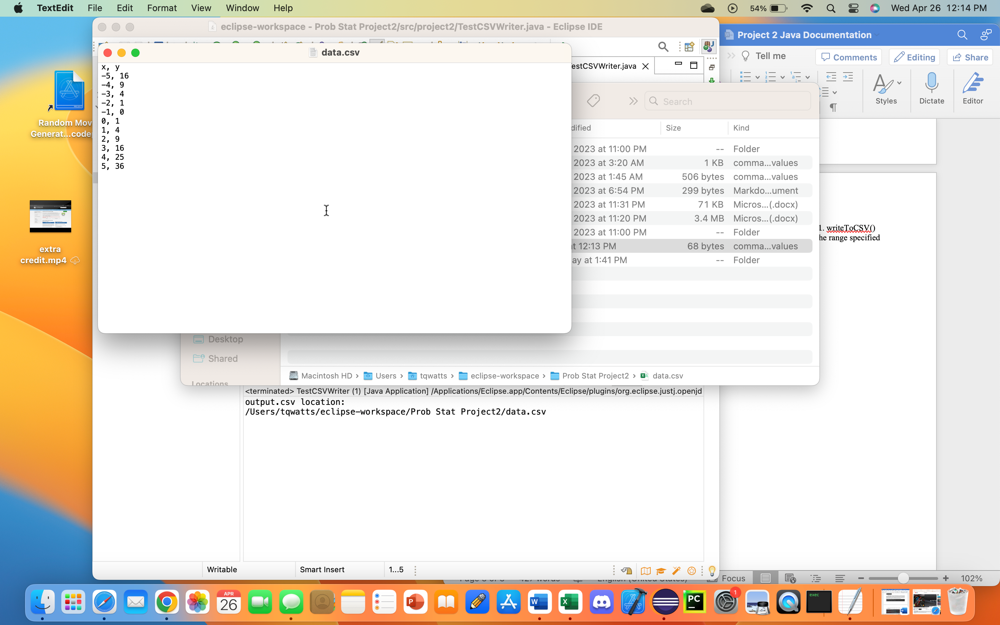 TextEdit File Edit Format View Window Help 54% Wed Apr 26 12:14 PM
eclipse-workspace - Prob Stat Project2/src/project2/TestCSVWriter.java - Eclipse IDE
Project 2 Java Documentation
data.csv
x, y
-5, 16
-4, 9
-3, 4
-2, 1
-1, 0
0, 1
1, 4
2, 9
3, 16
4, 25
5, 36
estCSVWriter.java
Tell me Comments Editing Share
Styles Dictate Editor
Search
dified Size Kind
2023 at 11:00 PM -- Folder
2023 at 3:20 AM 1 KB comma...values
2023 at 1:45 AM 506 bytes comma...values
2023 at 6:54 PM 299 bytes Markdo...ument
2023 at 11:31 PM 71 KB Micros...(.docx)
2023 at 11:20 PM 3.4 MB Micros...(.docx)
2023 at 11:00 PM -- Folder
at 12:13 PM 68 bytes comma...values
ay at 1:41 PM -- Folder
Random Mov
Generat...code
extra
credit.mp4
1. writeToCSV()
he range specified
Desktop
Shared
Locations
Macintosh HD › Users › tqwatts › eclipse-workspace › Prob Stat Project2 › data.csv
<terminated> TestCSVWriter (1) [Java Application] /Applications/Eclipse.app/Contents/Eclipse/plugins/org.eclipse.justj.openjd
output.csv location:
/Users/tqwatts/eclipse-workspace/Prob Stat Project2/data.csv
Writable Smart Insert 1...5
Focus 102%
APR
26
PC
1
exec